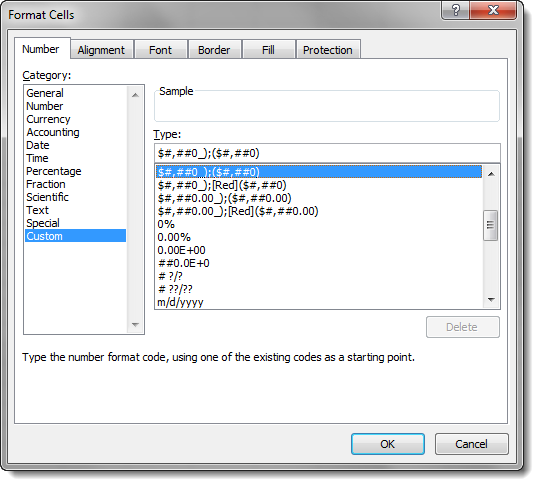 Format Cells
Number Alignment Font Border Fill Protection
Category:
General
Number
Currency
Accounting
Date
Time
Percentage
Fraction
Scientific
Text
Special
Custom
Sample
Type:
$#,##0_);($#,##0)
$#,##0_);($#,##0)
$#,##0_);[Red]($#,##0)
$#,##0.00_);($#,##0.00)
$#,##0.00_);[Red]($#,##0.00)
0%
0.00%
0.00E+00
##0.0E+0
# ?/?
# ??/??
m/d/yyyy
Delete
Type the number format code, using one of the existing codes as a starting point.
OK Cancel